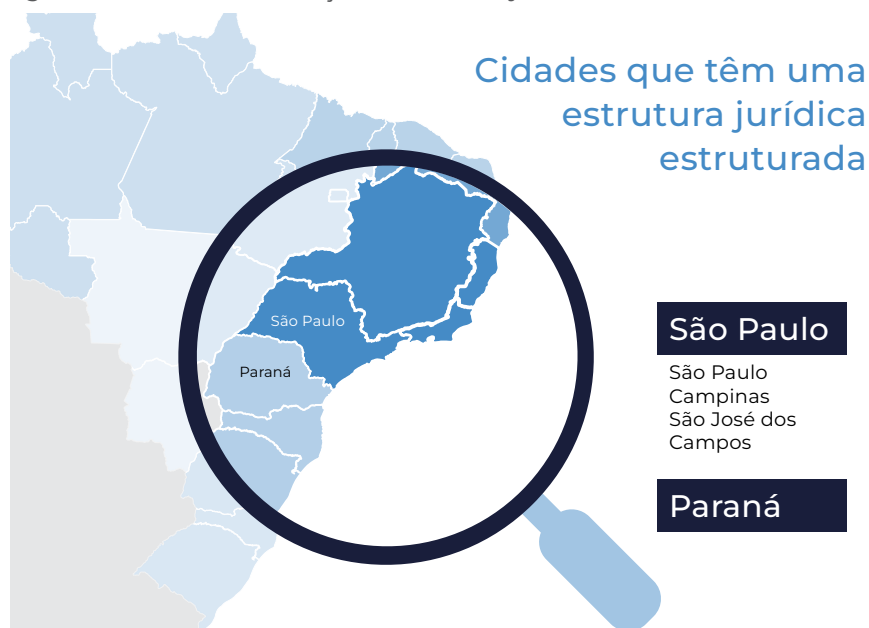 Cidades que têm uma
estrutura jurídica
estruturada
São Paulo
Paraná
São Paulo
São Paulo
Campinas
São José dos
Campos
Paraná